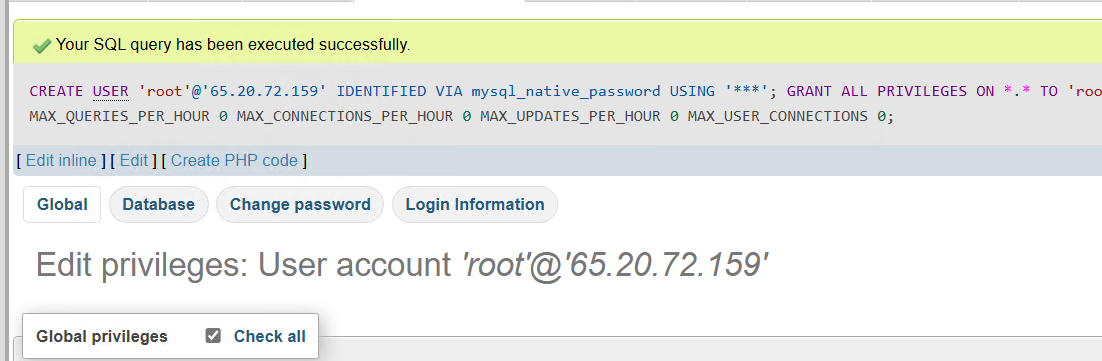 Your SQL query has been executed successfully.
CREATE USER 'root'@'65.20.72.159' IDENTIFIED VIA mysql_native_password USING '***'; GRANT ALL PRIVILEGES ON *.* TO 'roo
MAX_QUERIES_PER_HOUR 0 MAX_CONNECTIONS_PER_HOUR 0 MAX_UPDATES_PER_HOUR 0 MAX_USER_CONNECTIONS 0;
[ Edit inline ] [ Edit ] [ Create PHP code ]
Global Database Change password Login Information
Edit privileges: User account 'root'@'65.20.72.159'
Global privileges Check all